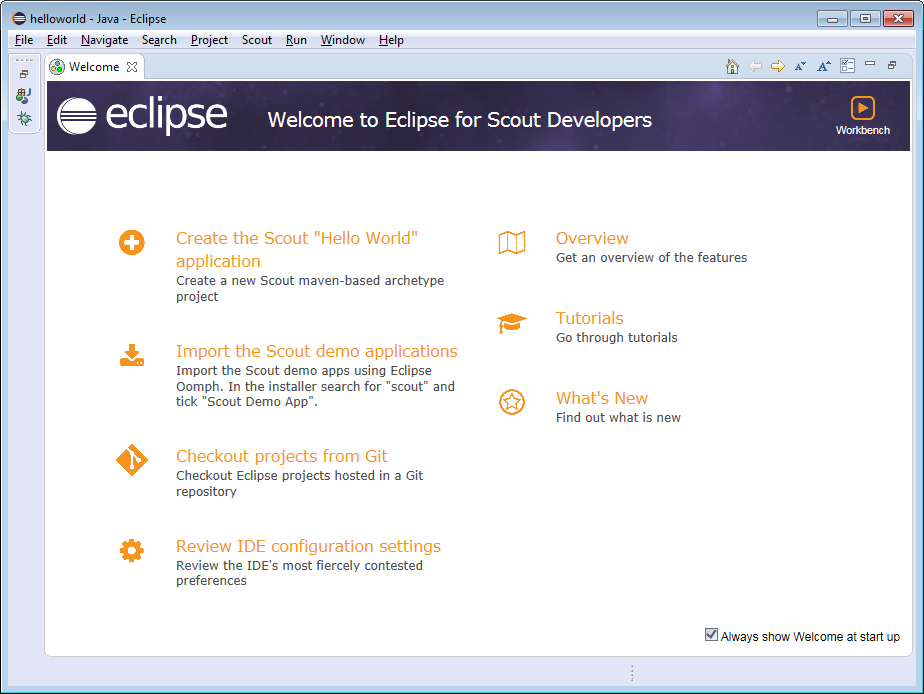 helloworld - Java - Eclipse
File Edit Navigate Search Project Scout Run Window Help
Welcome
eclipse
Welcome to Eclipse for Scout Developers
Workbench
Create the Scout "Hello World"
application
Create a new Scout maven-based archetype
project
Import the Scout demo applications
Import the Scout demo apps using Eclipse
Oomph. In the installer search for "scout" and
tick "Scout Demo App".
Checkout projects from Git
Checkout Eclipse projects hosted in a Git
repository
Review IDE configuration settings
Review the IDE's most fiercely contested
preferences
Overview
Get an overview of the features
Tutorials
Go through tutorials
What's New
Find out what is new
Always show Welcome at start up